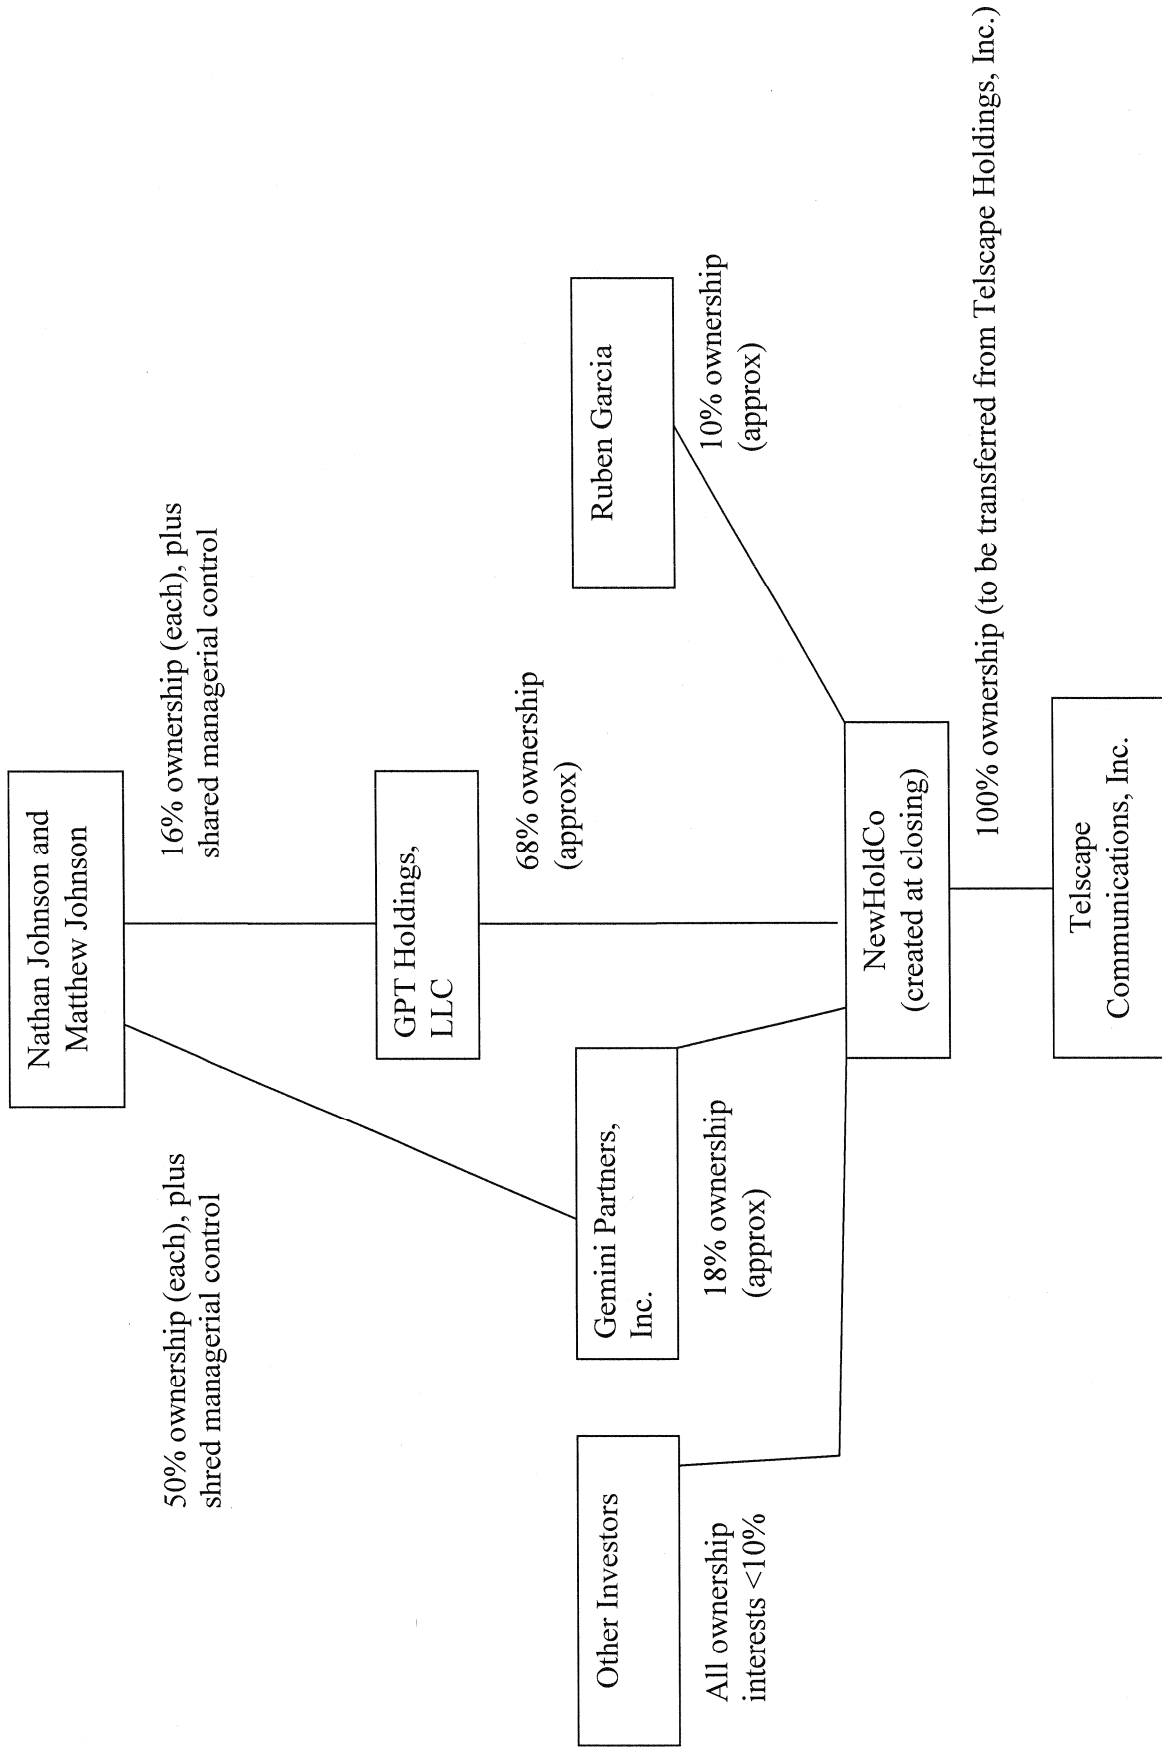 Nathan Johnson and
Matthew Johnson
50% ownership (each), plus
shred managerial control
16% ownership (each), plus
shared managerial control
GPT Holdings,
LLC
68% ownership
(approx)
Other Investors
Gemini Partners,
Inc.
Ruben Garcia
All ownership
interests <10%
18% ownership
(approx)
10% ownership
(approx)
NewHoldCo
(created at closing)
100% ownership (to be transferred from Telscape Holdings, Inc.)
Telscape
Communications, Inc.